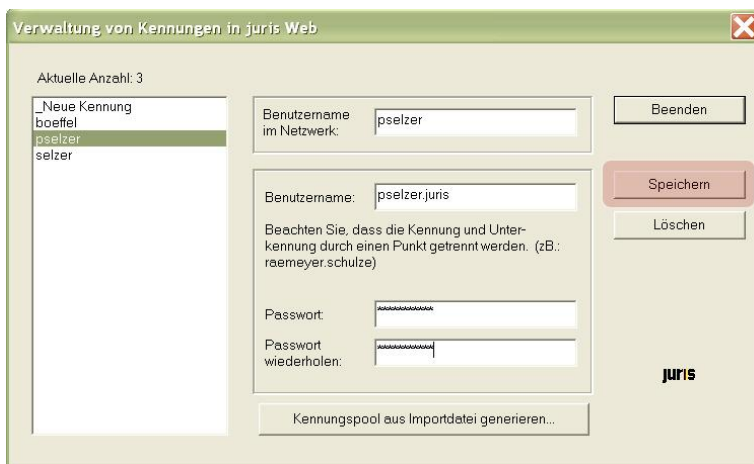 Verwaltung von Kennungen in juris Web
Aktuelle Anzahl: 3
_Neue Kennung
boeffel
pselzer
selzer
Benutzername
im Netzwerk:
pselzer
Benutzername:
pselzer.juris
Beachten Sie, dass die Kennung und Unter-
kennung durch einen Punkt getrennt werden. (zB.:
raemeyer.schulze)
Passwort:
***********
Passwort
wiederholen:
***********
Kennungspool aus Importdatei generieren...
Beenden
Speichern
Löschen
juris